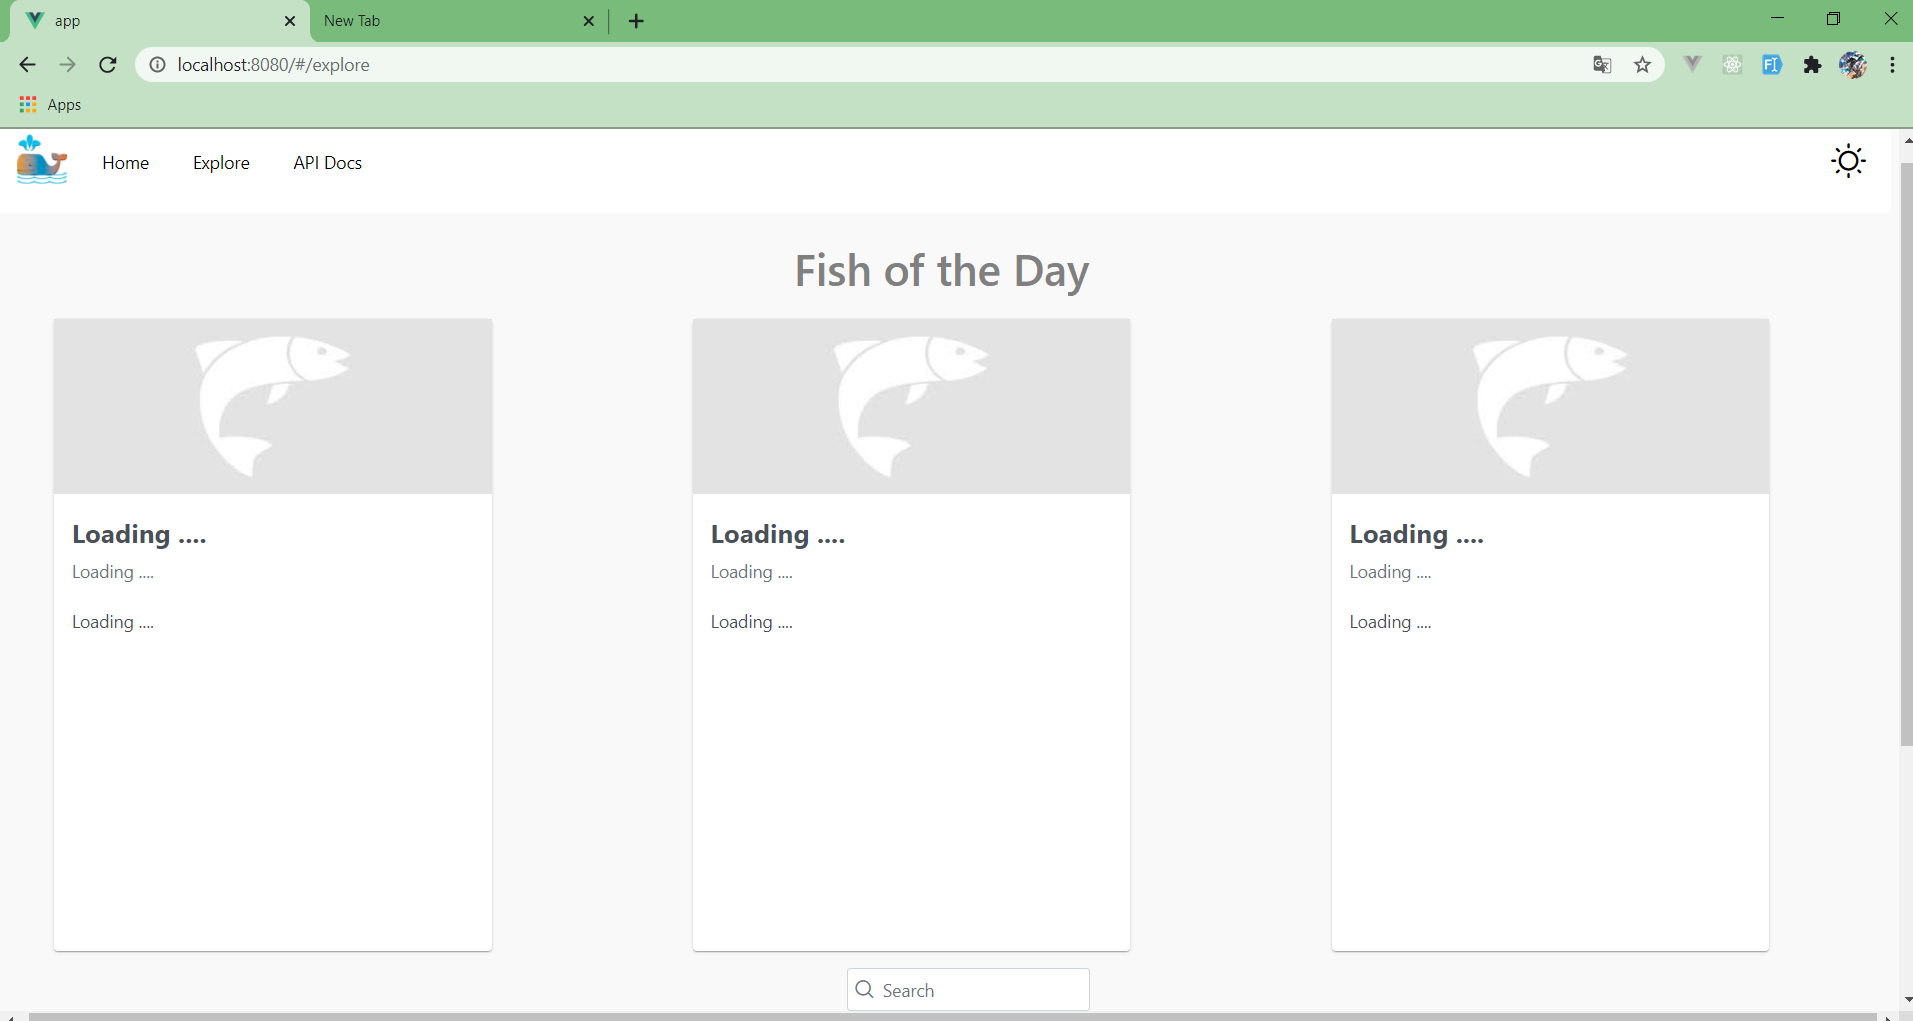 app
New Tab
localhost:8080/#/explore
Apps
Home Explore API Docs
Fish of the Day
Loading ....
Loading ....
Loading ....
Loading ....
Loading ....
Loading ....
Loading ....
Loading ....
Loading ....
Search